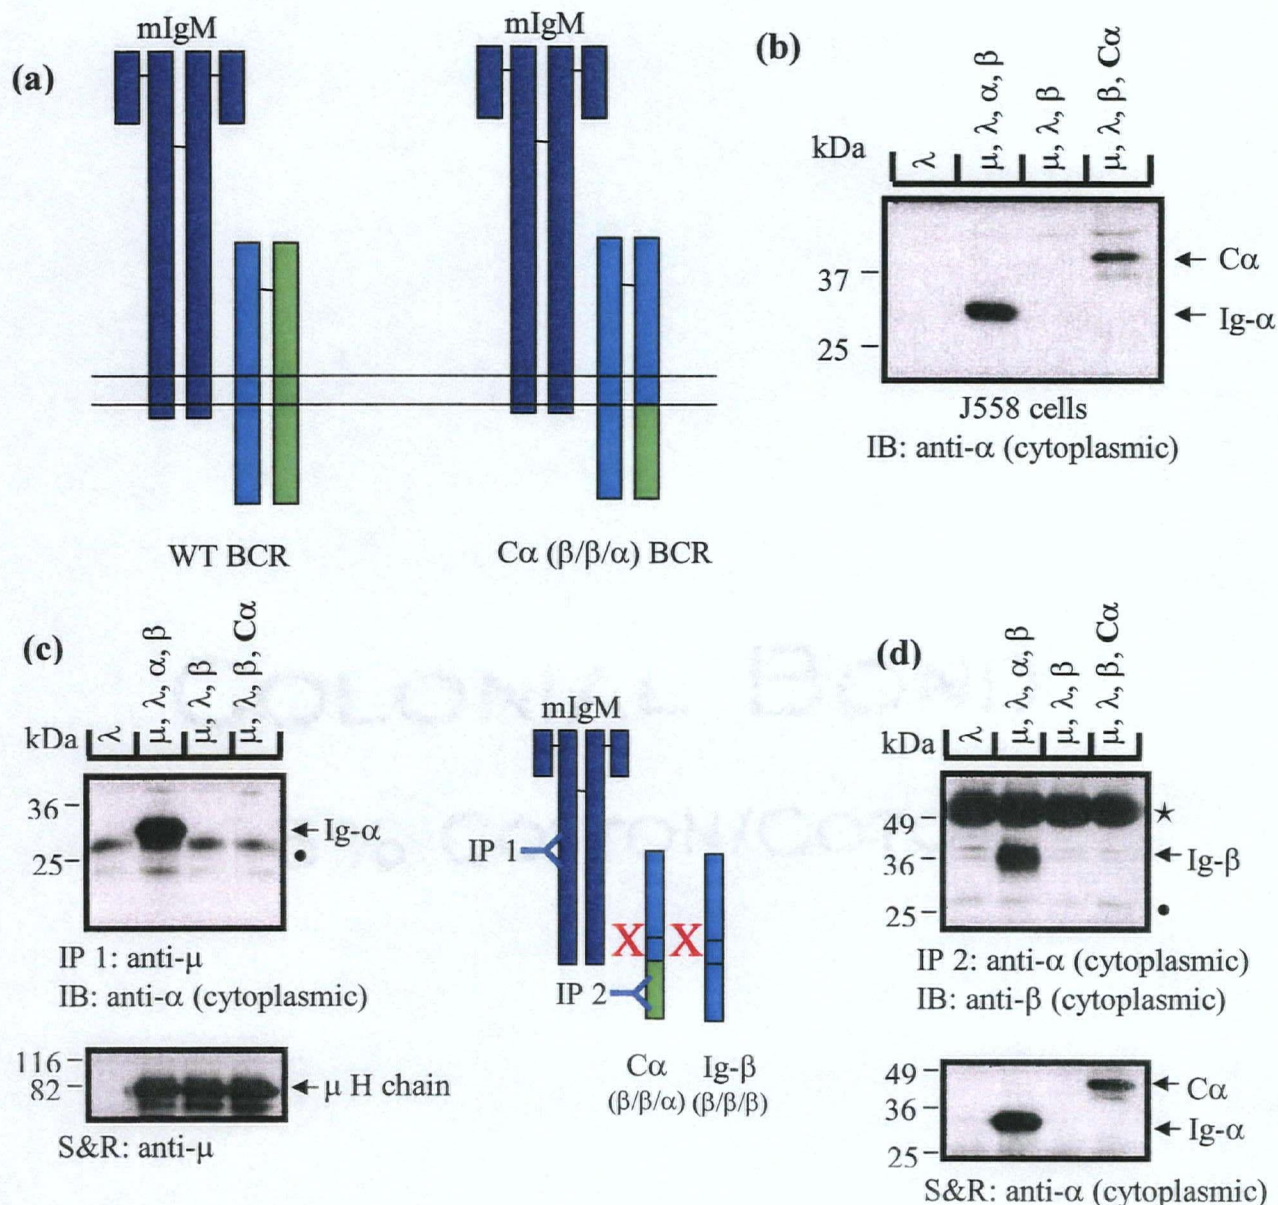 (a)
mIgM
mIgM
WT BCR
Cα (β/β/α) BCR
(b)
λ
μ, λ, α, β
μ, λ, β
μ, λ, β, Cα
kDa
37
25
Cα
Ig-α
J558 cells
IB: anti-α (cytoplasmic)
(c)
λ
μ, λ, α, β
μ, λ, β
μ, λ, β, Cα
kDa
36
25
Ig-α
IP 1: anti-μ
IB: anti-α (cytoplasmic)
116
82
μ H chain
S&R: anti-μ
mIgM
IP 1
X X
IP 2
Cα Ig-β
(β/β/α) (β/β/β)
(d)
λ
μ, λ, α, β
μ, λ, β
μ, λ, β, Cα
kDa
49
36
25
Ig-β
IP 2: anti-α (cytoplasmic)
IB: anti-β (cytoplasmic)
49
36
25
Cα
Ig-α
S&R: anti-α (cytoplasmic)
COLONIAL BOND